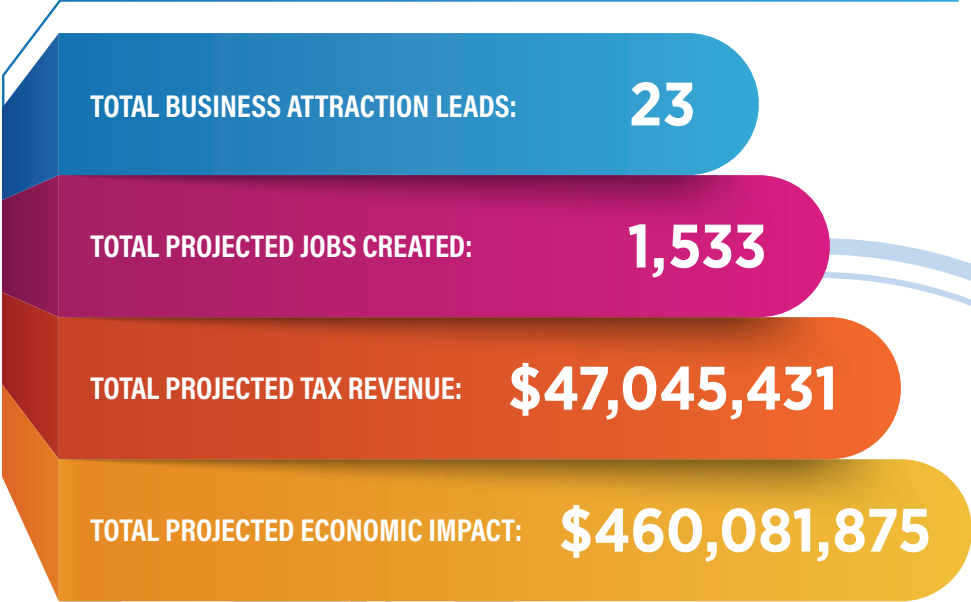 TOTAL BUSINESS ATTRACTION LEADS: 23
TOTAL PROJECTED JOBS CREATED: 1,533
TOTAL PROJECTED TAX REVENUE: $47,045,431
TOTAL PROJECTED ECONOMIC IMPACT: $460,081,875